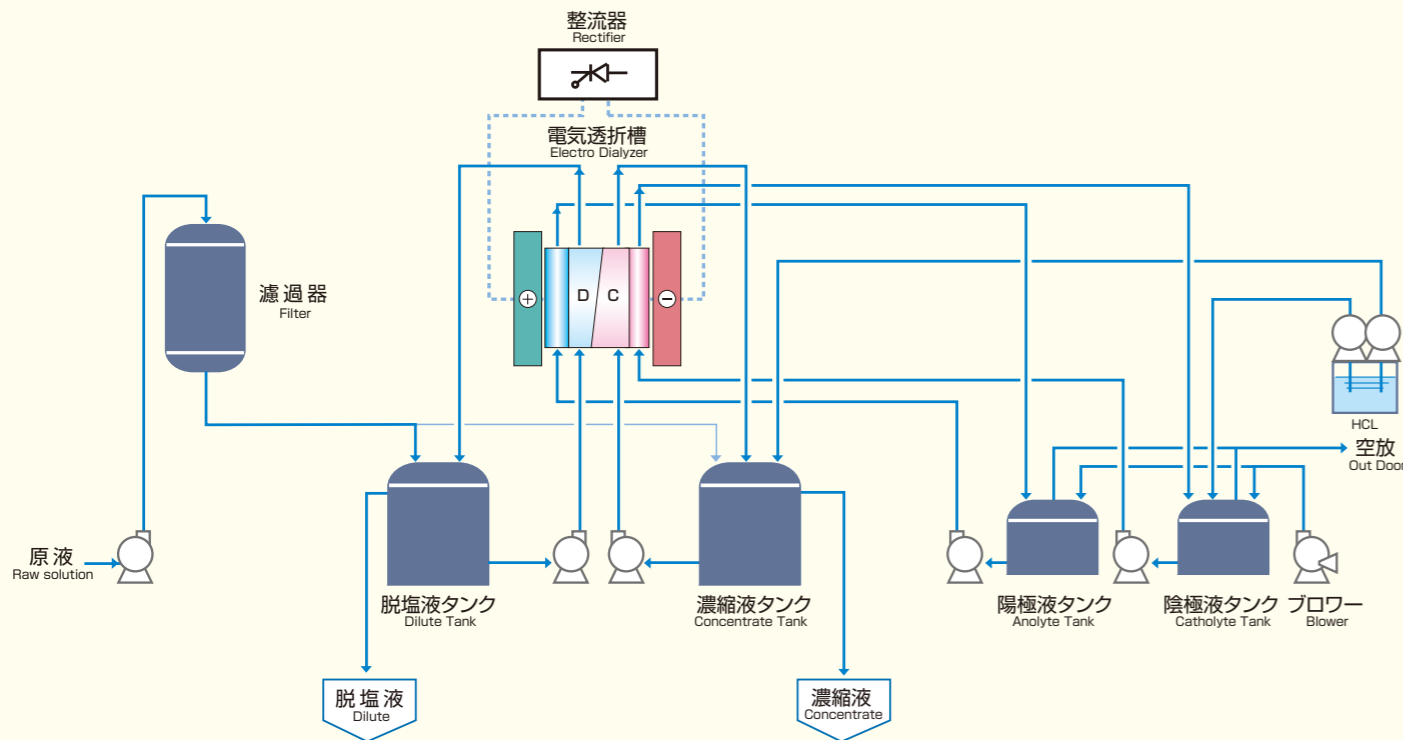 整流器
Rectifier
電気透折槽
Electro Dialyzer
濾過器
Filter
+
D
C
−
HCL
空放
Out Door
原液
Raw solution
脱塩液タンク
Dilute Tank
濃縮液タンク
Concentrate Tank
陽極液タンク
Anolyte Tank
陰極液タンク
Catholyte Tank
ブロワー
Blower
脱塩液
Dilute
濃縮液
Concentrate